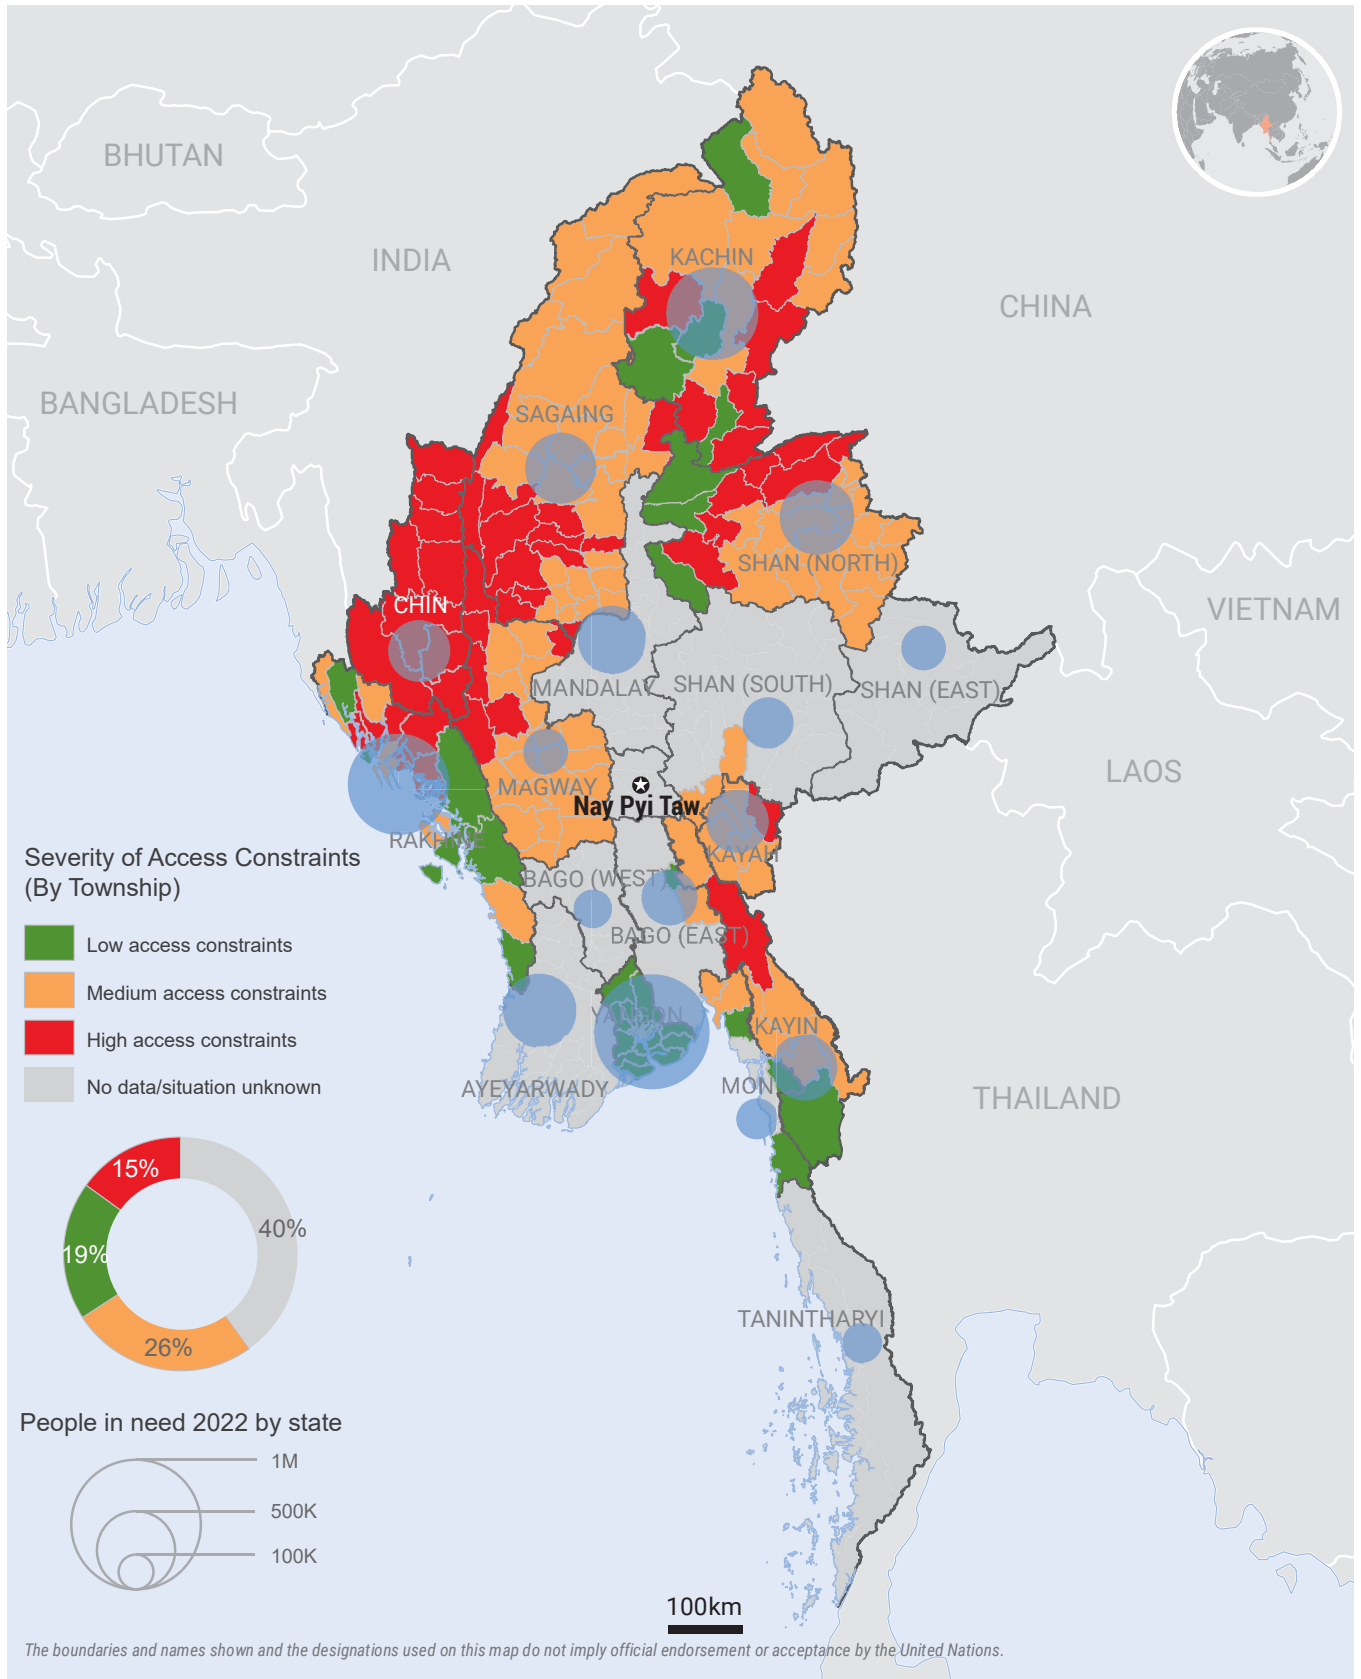 BHUTAN
INDIA
KACHIN
CHINA
BANGLADESH
SAGAING
SHAN (NORTH)
CHIN
VIETNAM
MANDALAY
SHAN (SOUTH)
SHAN (EAST)
LAOS
MAGWAY
Nay Pyi Taw
RAKHINE
KAYAH
BAGO (WEST)
BAGO (EAST)
YANGON
KAYIN
AYEYARWADY
MON
THAILAND
TANINTHARYI
Severity of Access Constraints
(By Township)
Low access constraints
Medium access constraints
High access constraints
No data/situation unknown
15%
40%
19%
26%
People in need 2022 by state
1M
500K
100K
100km
The boundaries and names shown and the designations used on this map do not imply official endorsement or acceptance by the United Nations.